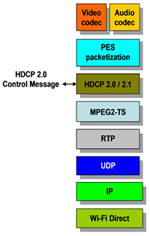 Video
codec
Audio
codec
PES
packetization
HDCP 2.0
Control Message
HDCP 2.0 / 2.1
MPEG2-TS
RTP
UDP
IP
Wi-Fi Direct